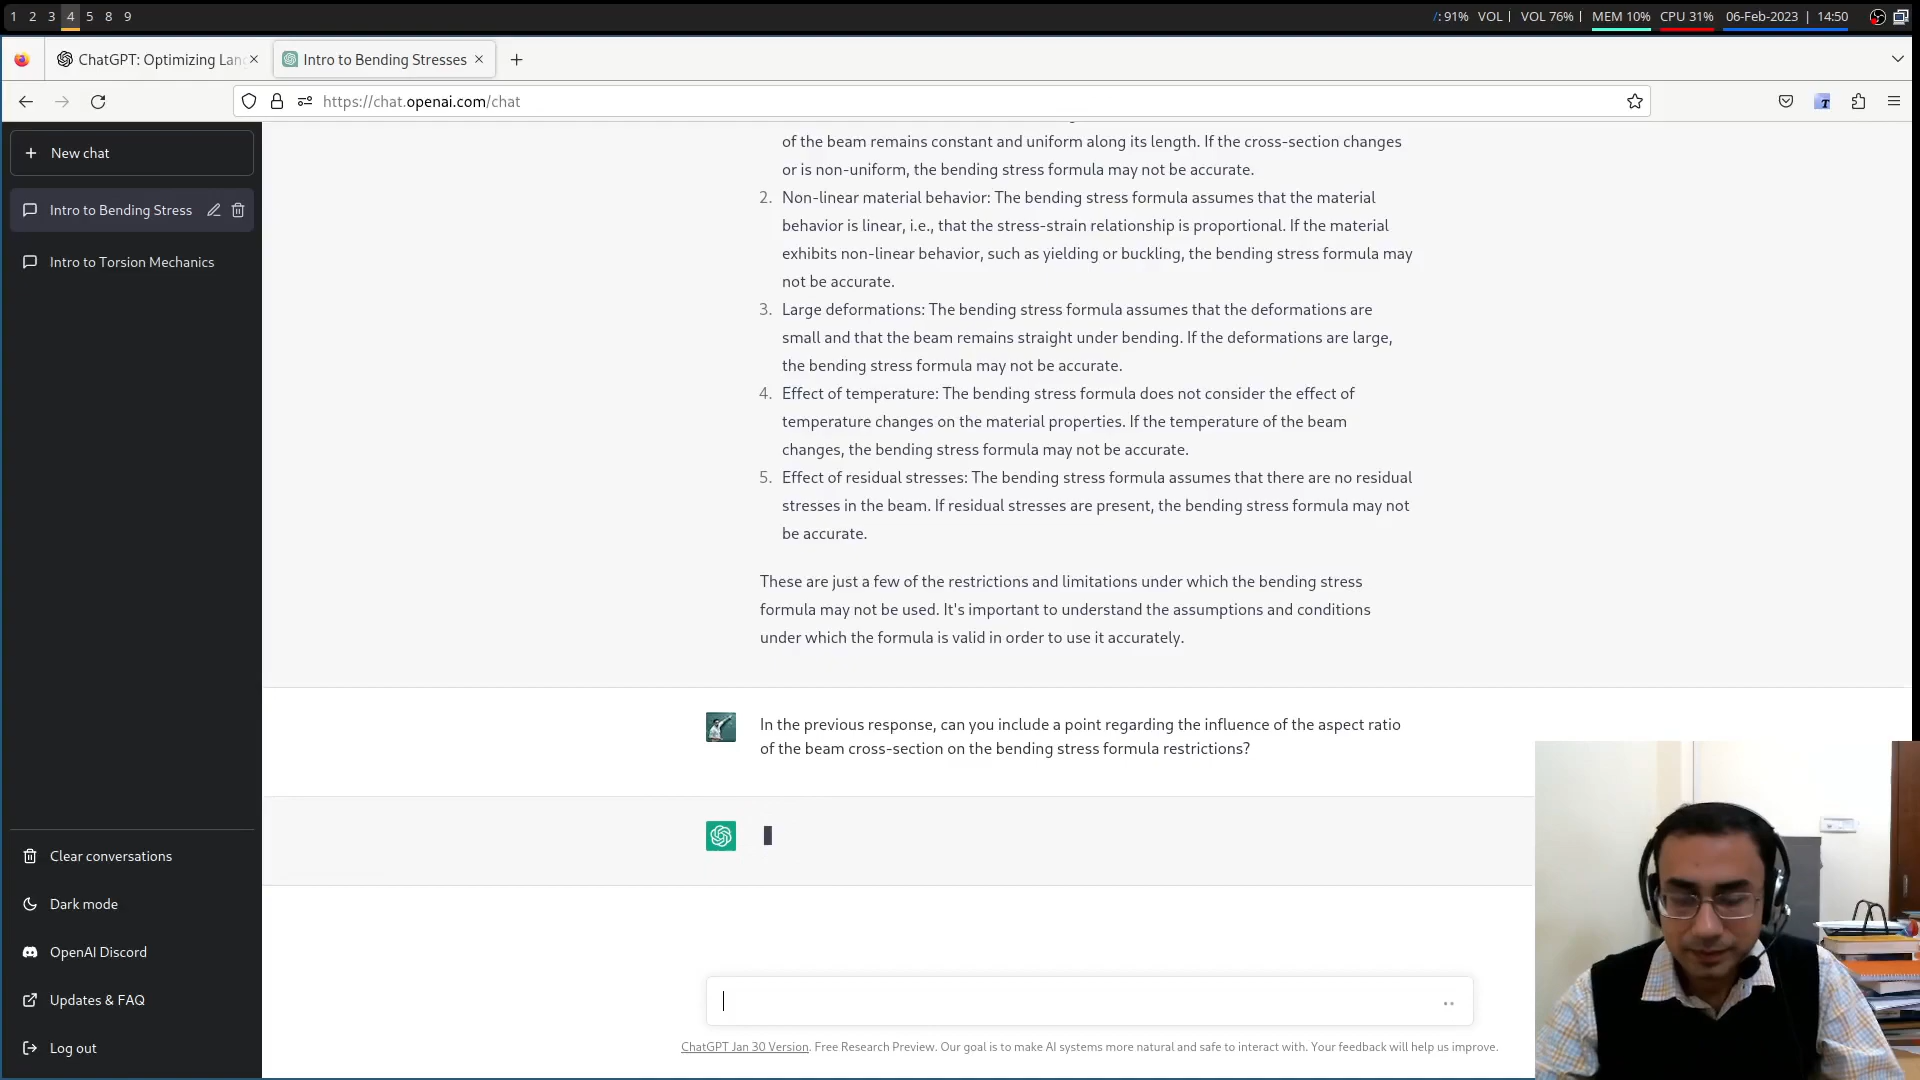 1 2 3 4 5 8 9
/: 91% VOL | VOL 76% | MEM 10% CPU 31% 06-Feb-2023 | 14:50
ChatGPT: Optimizing Lan
Intro to Bending Stresses
https://chat.openai.com/chat
New chat
Intro to Bending Stress
Intro to Torsion Mechanics
of the beam remains constant and uniform along its length. If the cross-section changes
or is non-uniform, the bending stress formula may not be accurate.
2. Non-linear material behavior: The bending stress formula assumes that the material
behavior is linear, i.e., that the stress-strain relationship is proportional. If the material
exhibits non-linear behavior, such as yielding or buckling, the bending stress formula may
not be accurate.
3. Large deformations: The bending stress formula assumes that the deformations are
small and that the beam remains straight under bending. If the deformations are large,
the bending stress formula may not be accurate.
4. Effect of temperature: The bending stress formula does not consider the effect of
temperature changes on the material properties. If the temperature of the beam
changes, the bending stress formula may not be accurate.
5. Effect of residual stresses: The bending stress formula assumes that there are no residual
stresses in the beam. If residual stresses are present, the bending stress formula may not
be accurate.
These are just a few of the restrictions and limitations under which the bending stress
formula may not be used. It's important to understand the assumptions and conditions
under which the formula is valid in order to use it accurately.
In the previous response, can you include a point regarding the influence of the aspect ratio
of the beam cross-section on the bending stress formula restrictions?
Clear conversations
Dark mode
OpenAI Discord
Updates & FAQ
Log out
ChatGPT Jan 30 Version. Free Research Preview. Our goal is to make AI systems more natural and safe to interact with. Your feedback will help us improve.